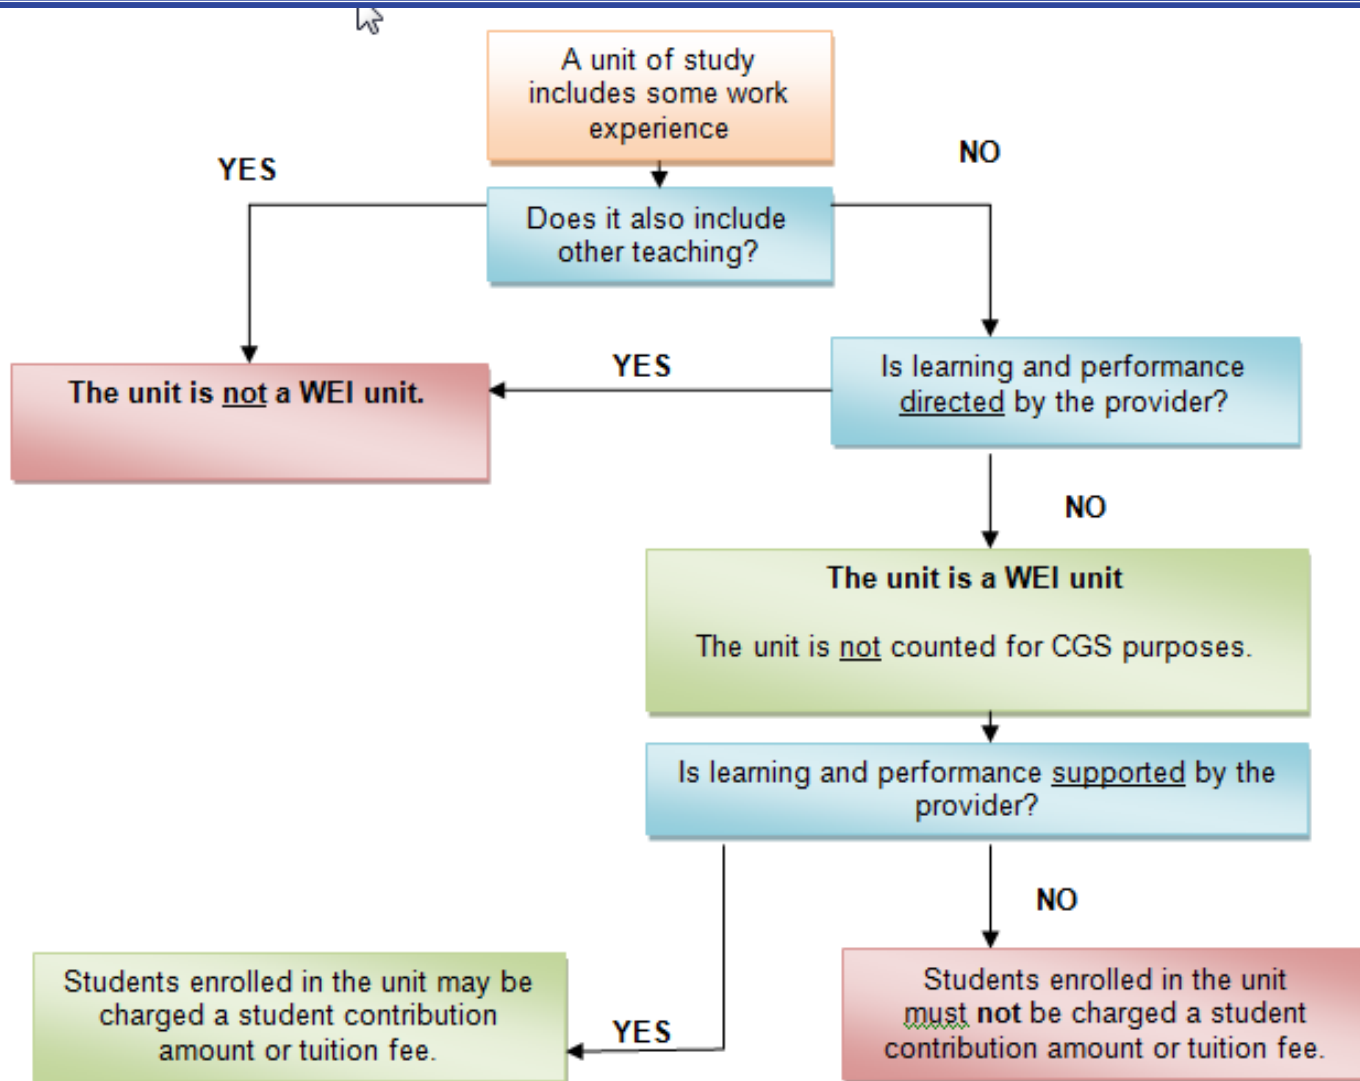 A unit of study
includes some work
experience
YES
NO
Does it also include
other teaching?
The unit is not a WEI unit.
YES
Is learning and performance
directed by the provider?
NO
The unit is a WEI unit
The unit is not counted for CGS purposes.
Is learning and performance supported by the
provider?
NO
Students enrolled in the unit may be
charged a student contribution
amount or tuition fee.
YES
Students enrolled in the unit
must not be charged a student
contribution amount or tuition fee.